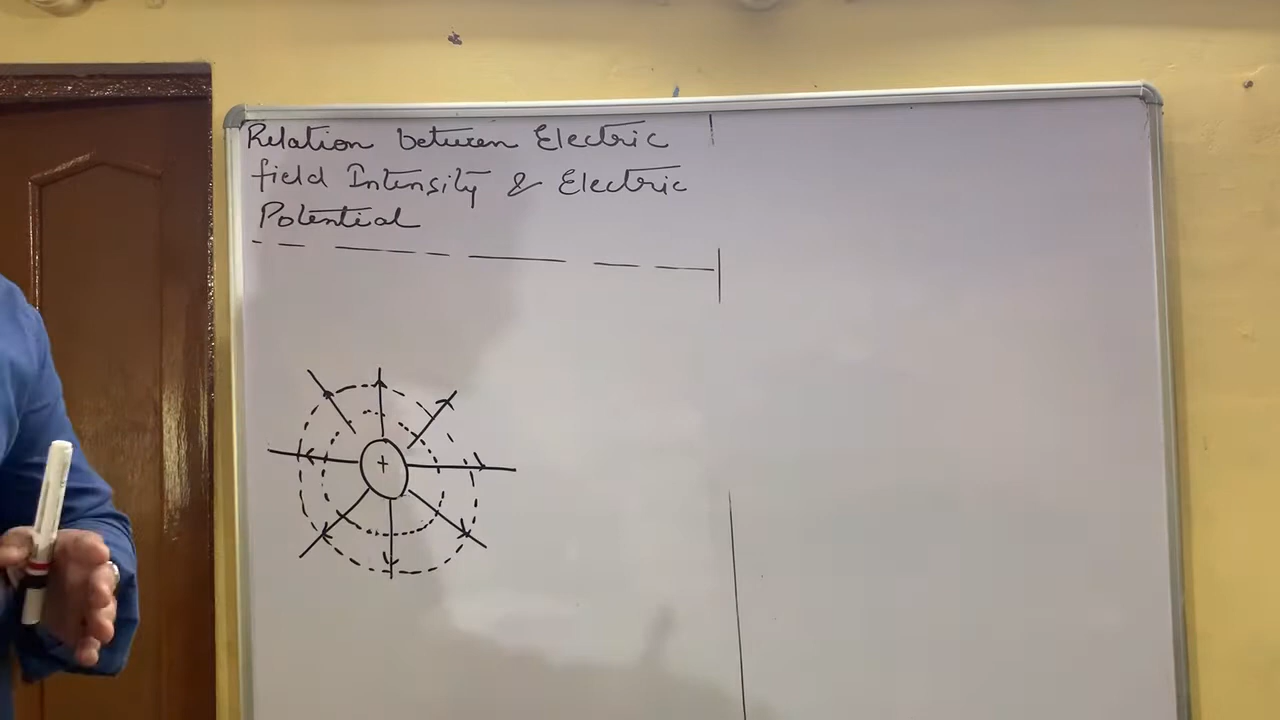 Relation between Electric
field Intensity & Electric
Potential
+